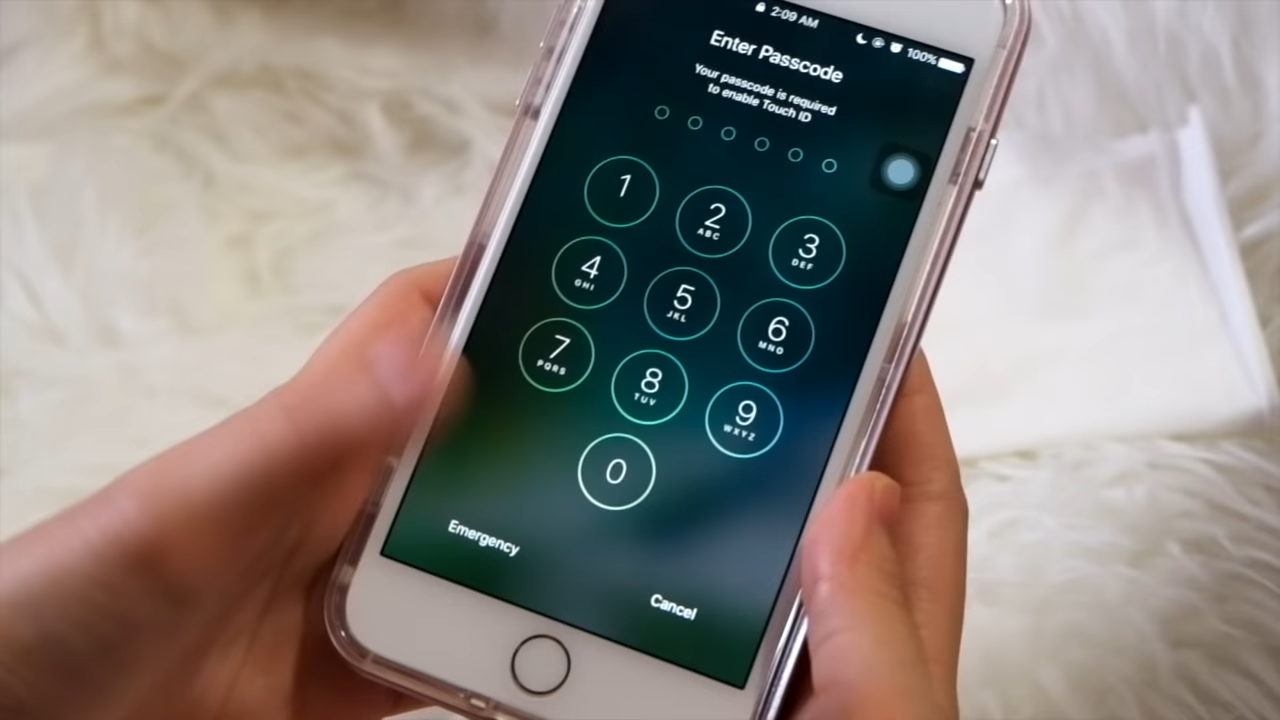 2:09 AM
100%
Enter Passcode
Your passcode is required
to enable Touch ID
1
2
ABC
3
DEF
4
GHI
5
JKL
6
MNO
7
PQRS
8
TUV
9
WXYZ
0
Emergency
Cancel